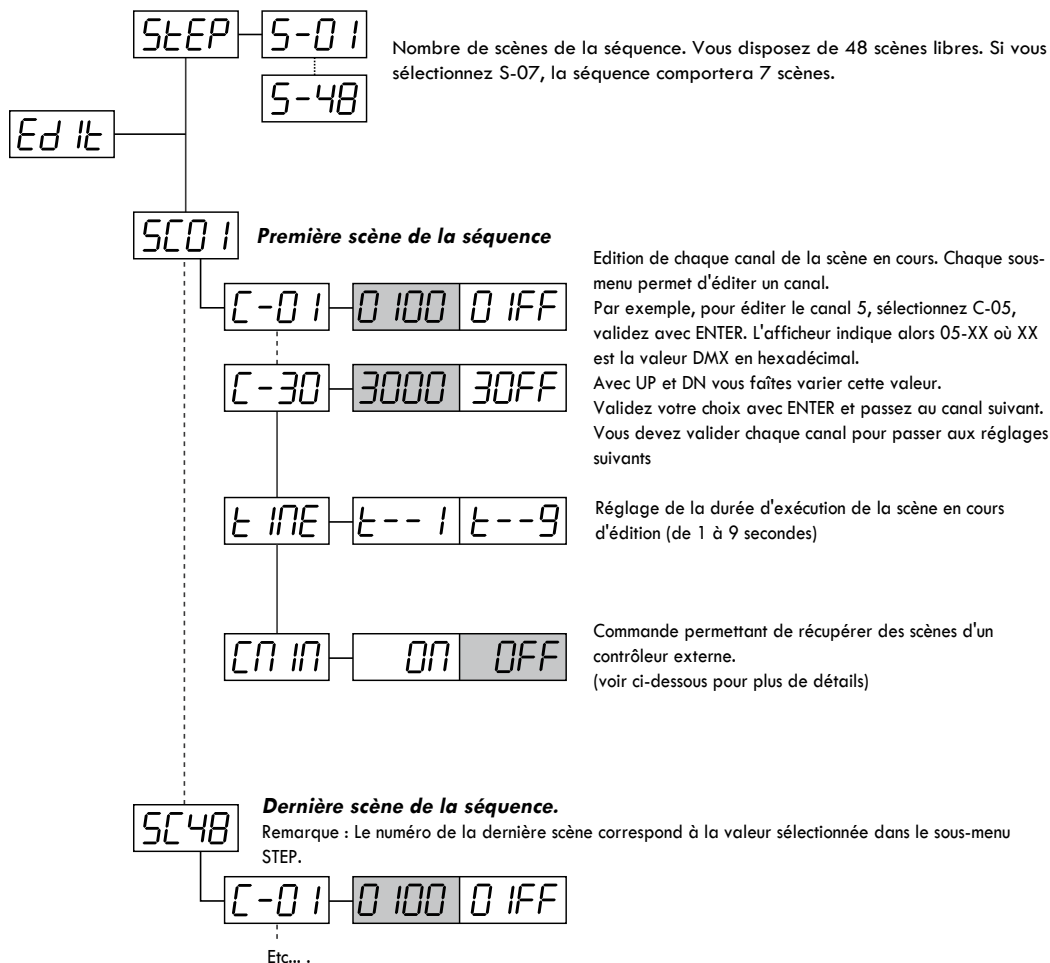 StEP S-01
Nombre de scènes de la séquence. Vous disposez de 48 scènes libres. Si vous
sélectionnez S-07, la séquence comportera 7 scènes.
S-48
Ed It
SC01 Première scène de la séquence
Edition de chaque canal de la scène en cours. Chaque sous-
menu permet d'éditer un canal.
Par exemple, pour éditer le canal 5, sélectionnez C-05,
validez avec ENTER. L'afficheur indique alors 05-XX où XX
est la valeur DMX en hexadécimal.
Avec UP et DN vous faîtes varier cette valeur.
Validez votre choix avec ENTER et passez au canal suivant.
Vous devez valider chaque canal pour passer aux réglages
suivants
C-01 0100 01FF
C-30 3000 30FF
t INE t--1 t--9
Réglage de la durée d'exécution de la scène en cours
d'édition (de 1 à 9 secondes)
Cn In On OFF
Commande permettant de récupérer des scènes d'un
contrôleur externe.
(voir ci-dessous pour plus de détails)
SC48 Dernière scène de la séquence.
Remarque : Le numéro de la dernière scène correspond à la valeur sélectionnée dans le sous-menu
STEP.
C-01 0100 01FF
Etc... .